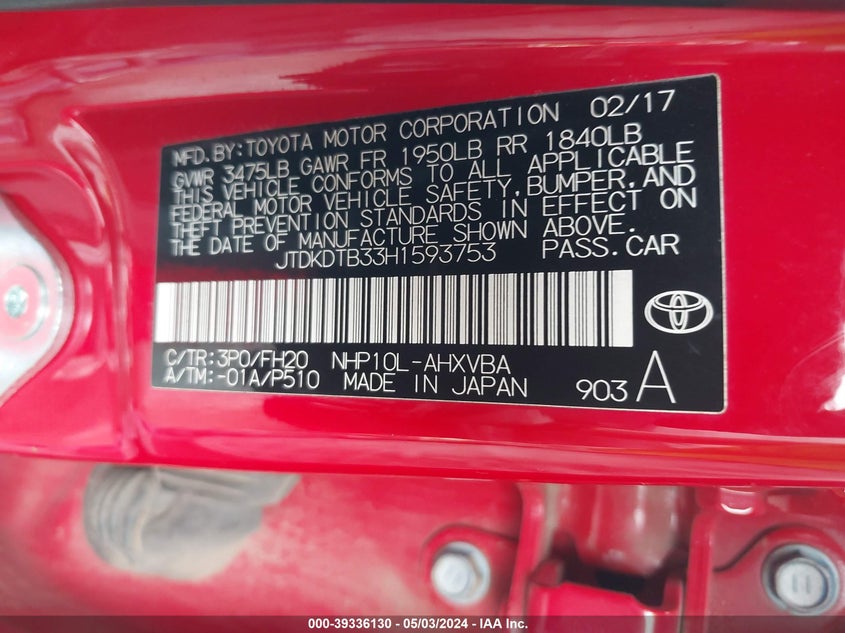 MFD. BY: TOYOTA MOTOR CORPORATION 02/17
GVWR 3475LB GAWR FR 1950LB RR 1840LB
THIS VEHICLE CONFORMS TO ALL APPLICABLE
FEDERAL MOTOR VEHICLE SAFETY, BUMPER, AND
THEFT PREVENTION STANDARDS IN EFFECT ON
THE DATE OF MANUFACTURE SHOWN ABOVE.
JTDKDTB33H1593753 PASS. CAR
C/TR: 3P0/FH20 NHP10L-AHXVBA
A/TM: -01A/P510 MADE IN JAPAN 903 A
000-39336130 - 05/03/2024 - IAA Inc.